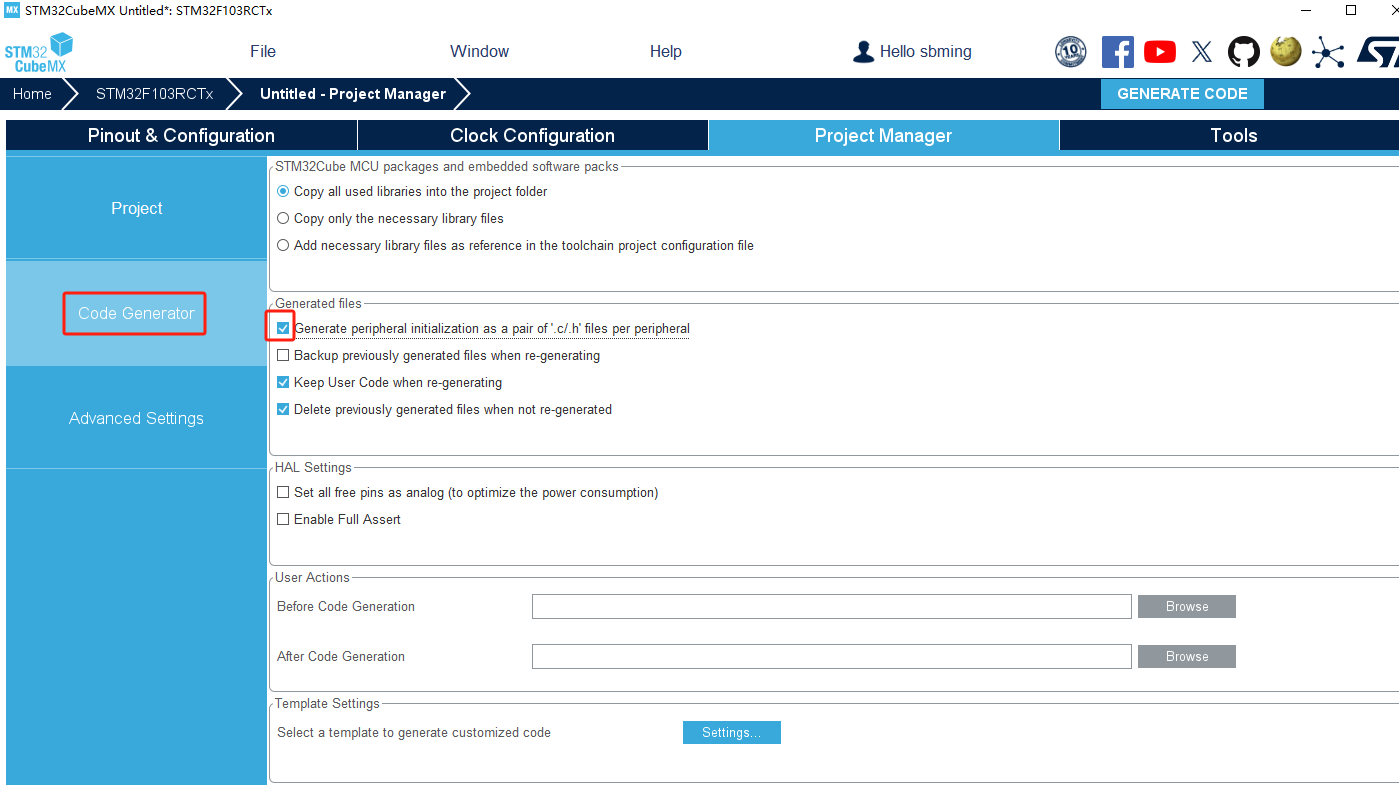 MX STM32CubeMX Untitled*: STM32F103RCTx
STM32
CubeMX
File Window Help Hello sbming
10
YEARS
Home STM32F103RCTx Untitled - Project Manager GENERATE CODE
Pinout & Configuration Clock Configuration Project Manager Tools
Project
Code Generator
Advanced Settings
STM32Cube MCU packages and embedded software packs
Copy all used libraries into the project folder
Copy only the necessary library files
Add necessary library files as reference in the toolchain project configuration file
Generated files
Generate peripheral initialization as a pair of '.c/.h' files per peripheral
Backup previously generated files when re-generating
Keep User Code when re-generating
Delete previously generated files when not re-generated
HAL Settings
Set all free pins as analog (to optimize the power consumption)
Enable Full Assert
User Actions
Before Code Generation Browse
After Code Generation Browse
Template Settings
Select a template to generate customized code Settings...